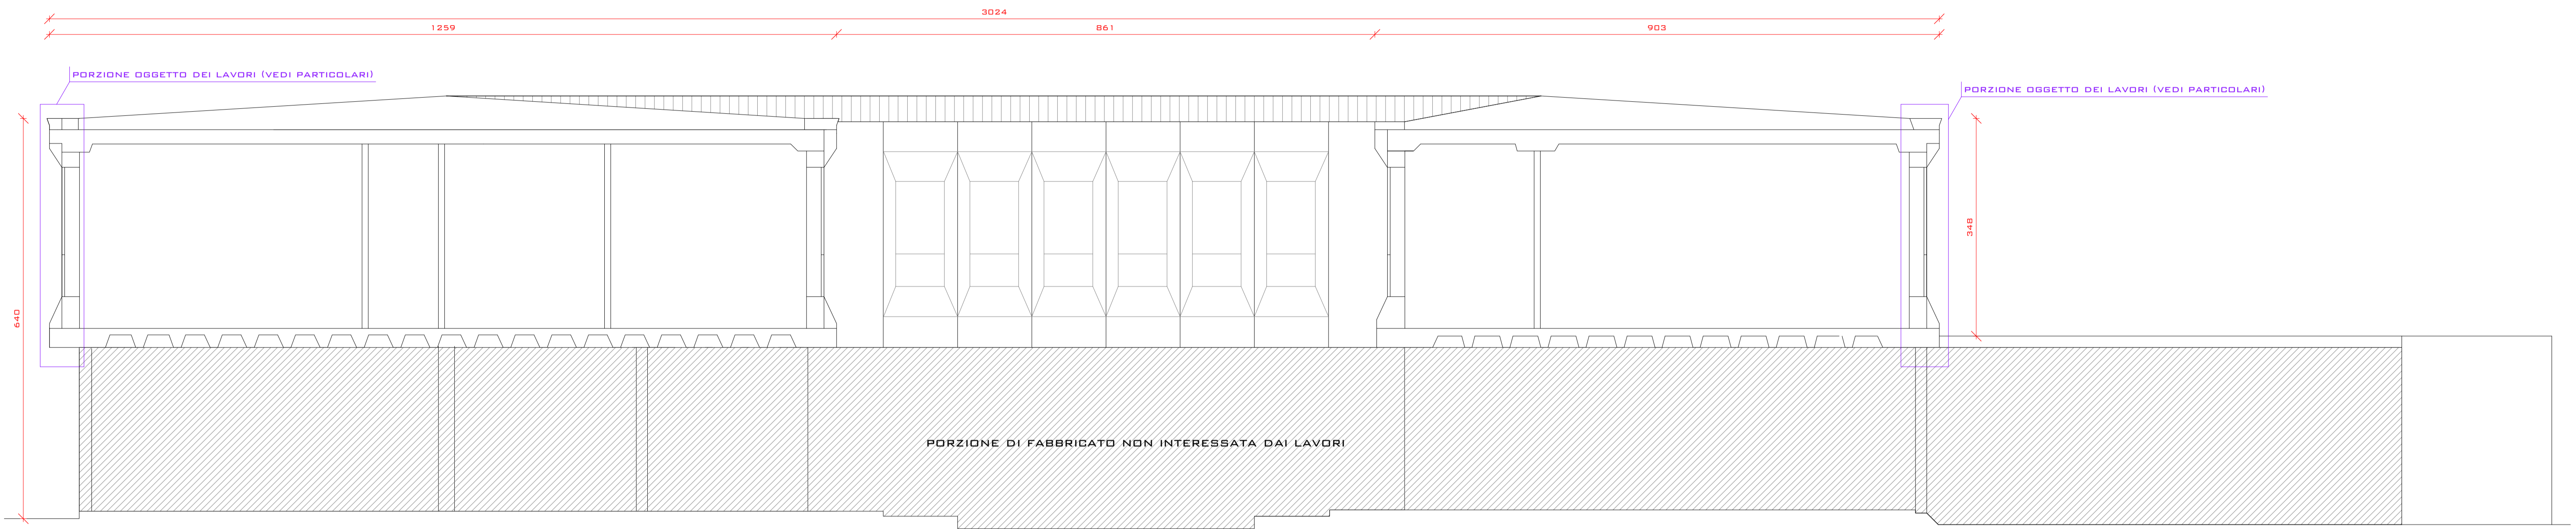 3024
1259
861
903
PORZIONE OGGETTO DEI LAVORI (VEDI PARTICOLARI)
PORZIONE OGGETTO DEI LAVORI (VEDI PARTICOLARI)
348
640
PORZIONE DI FABBRICATO NON INTERESSATA DAI LAVORI